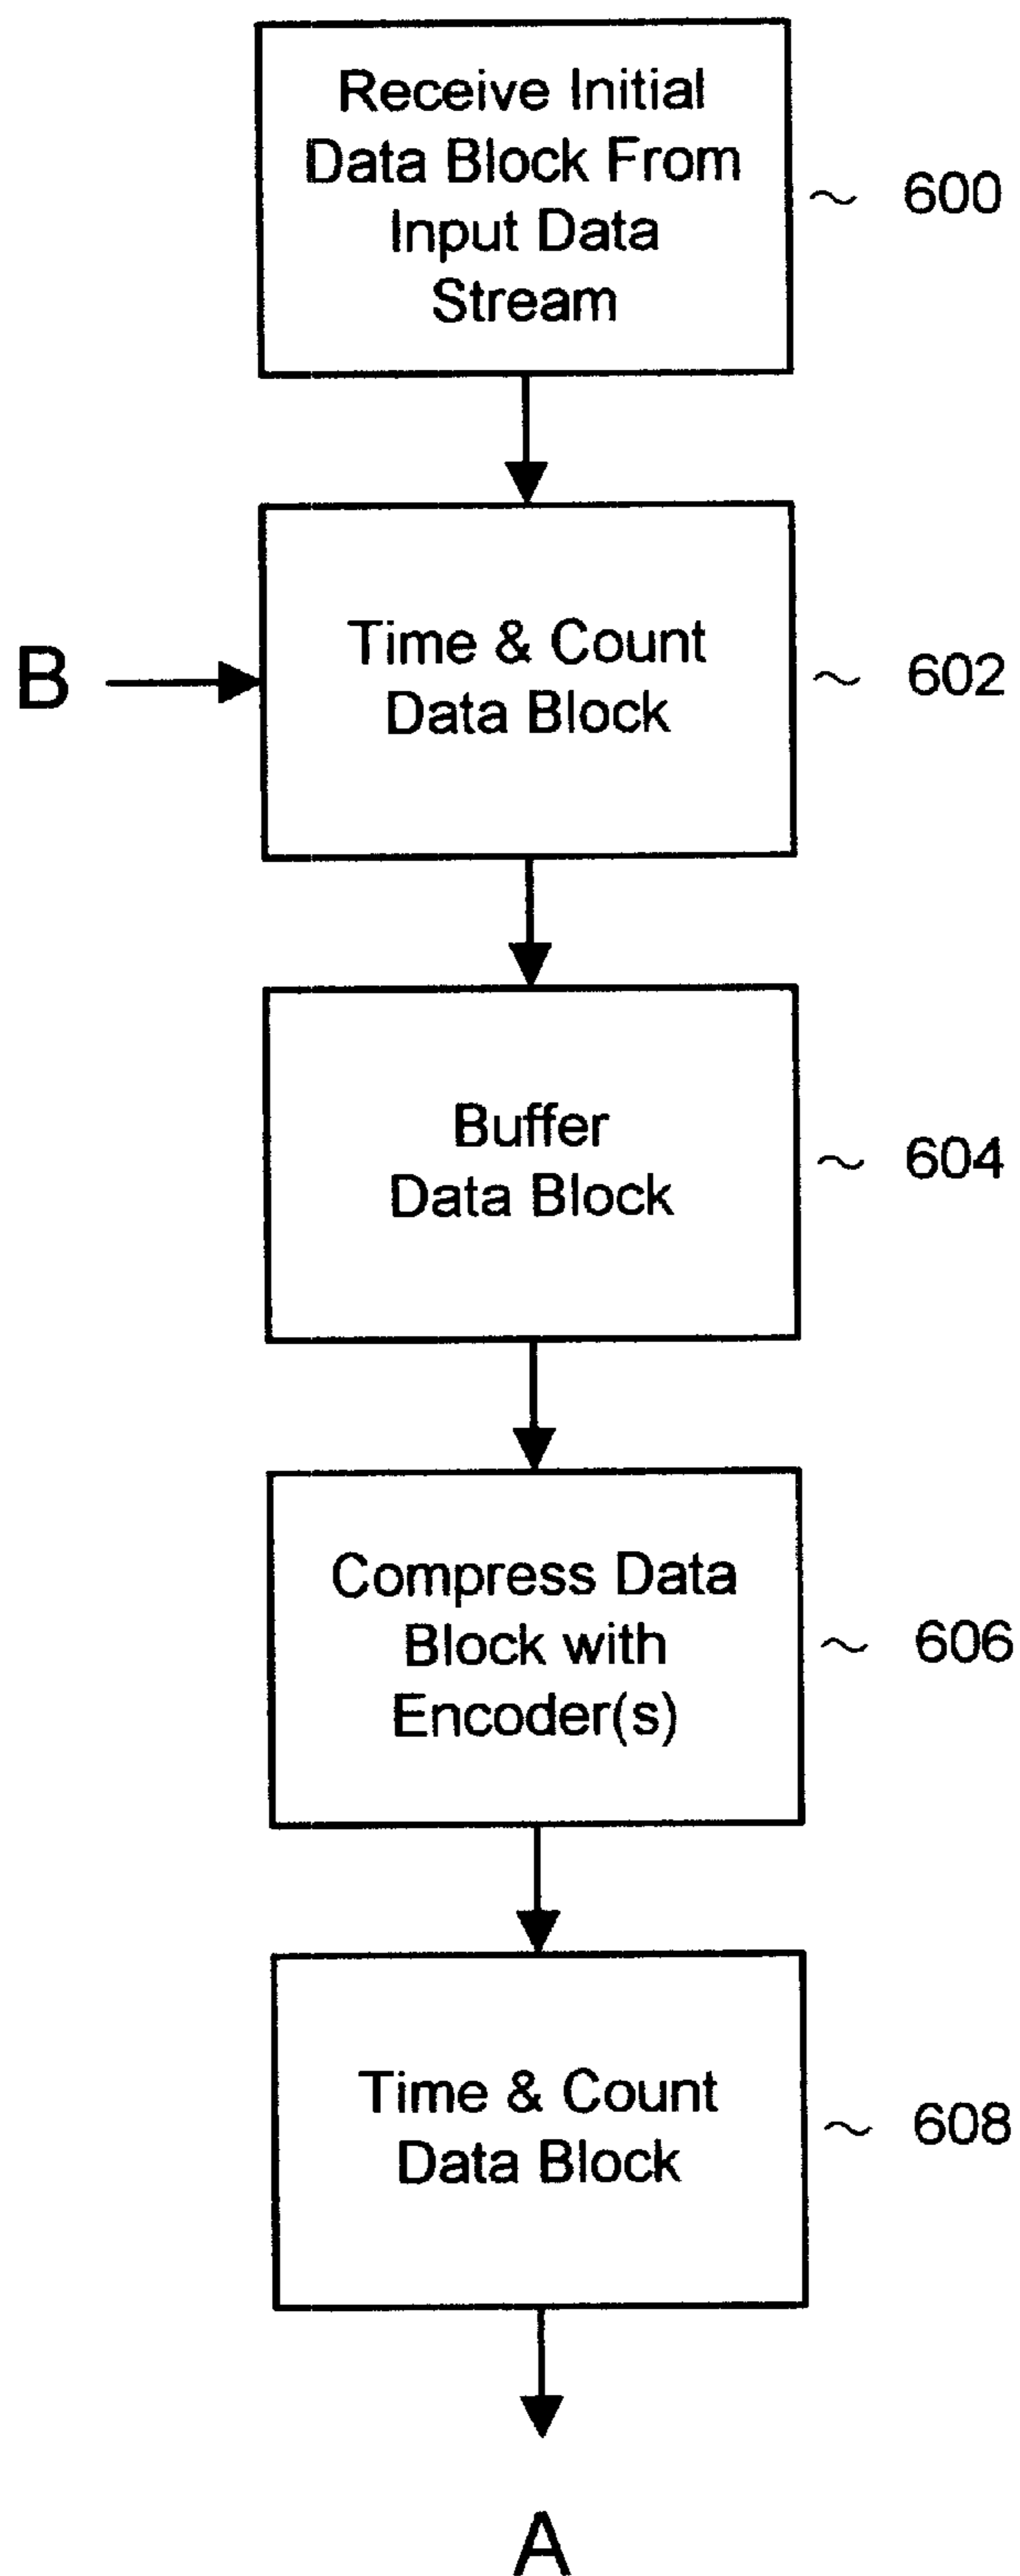 Receive Initial
Data Block From
Input Data
Stream
~ 600
Time & Count
Data Block
~ 602
B
Buffer
Data Block
~ 604
Compress Data
Block with
Encoder(s)
~ 606
Time & Count
Data Block
~ 608
A